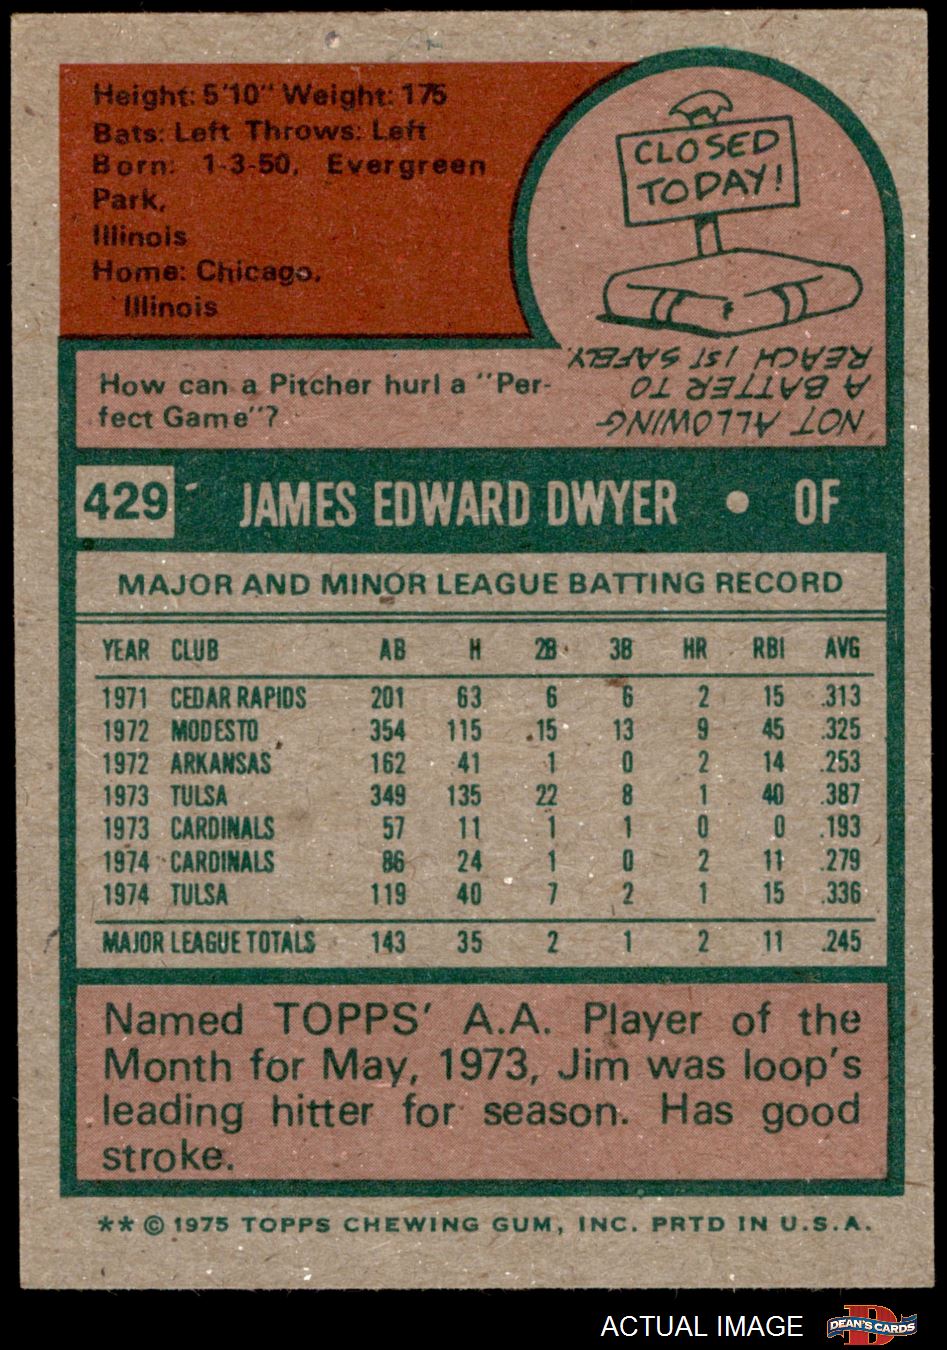 Height: 5'10" Weight: 175
Bats: Left Throws: Left
Born: 1-3-50, Evergreen
Park,
Illinois
Home: Chicago,
Illinois
CLOSED
TODAY!
How can a Pitcher hurl a "Per-
fect Game"?
NOT ALLOWING
A BATTER TO
REACH 1ST SAFELY.
429 JAMES EDWARD DWYER • OF
MAJOR AND MINOR LEAGUE BATTING RECORD
YEAR CLUB AB H 2B 3B HR RBI AVG
1971 CEDAR RAPIDS 201 63 6 6 2 15 .313
1972 MODESTO 354 115 15 13 9 45 .325
1972 ARKANSAS 162 41 1 0 2 14 .253
1973 TULSA 349 135 22 8 1 40 .387
1973 CARDINALS 57 11 1 1 0 0 .193
1974 CARDINALS 86 24 1 0 2 11 .279
1974 TULSA 119 40 7 2 1 15 .336
MAJOR LEAGUE TOTALS 143 35 2 1 2 11 .245
Named TOPPS' A.A. Player of the
Month for May, 1973, Jim was loop's
leading hitter for season. Has good
stroke.
** © 1975 TOPPS CHEWING GUM, INC. PRTD IN U.S.A.
ACTUAL IMAGE
DEAN'S CARDS